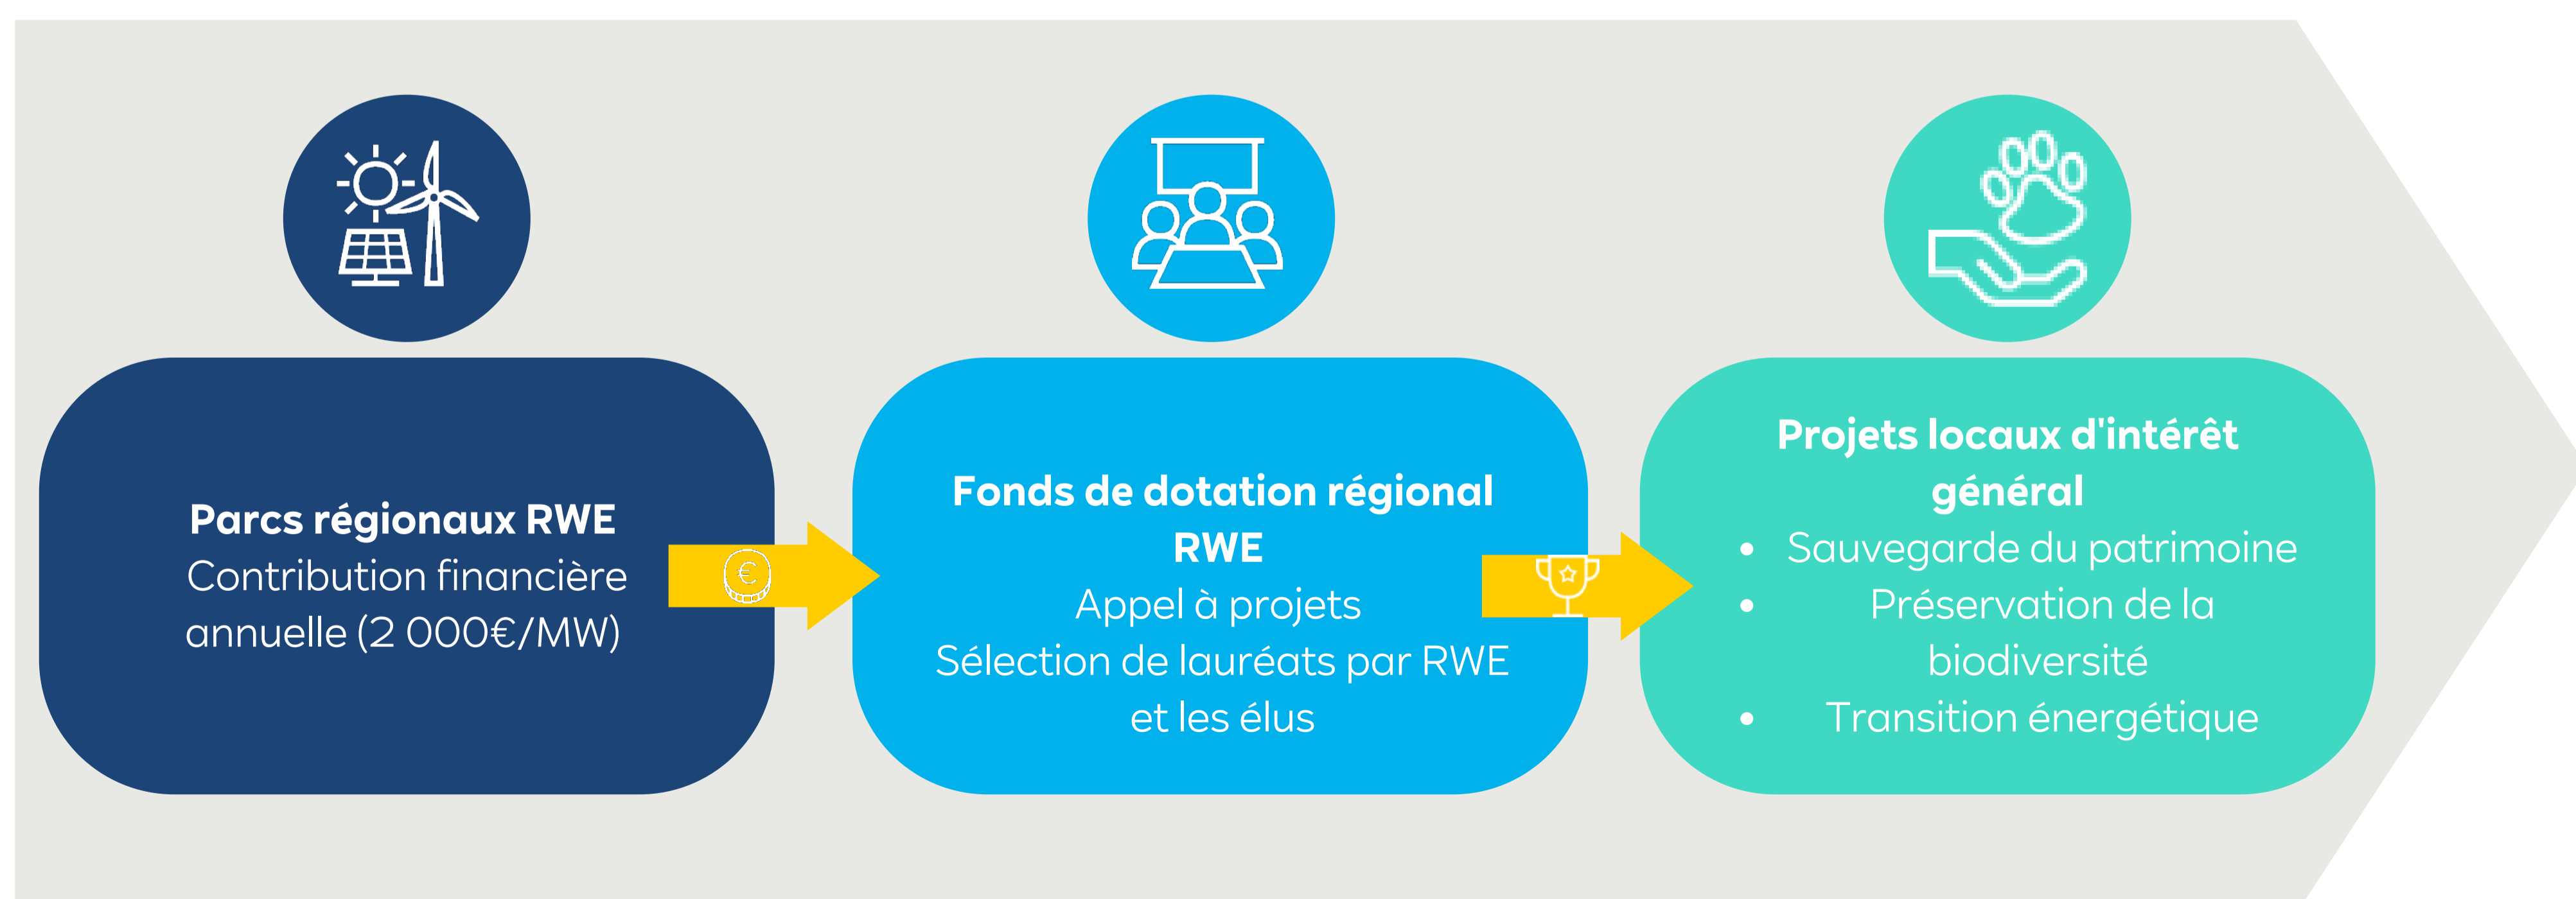 Parcs régionaux RWE
Contribution financière
annuelle (2 000€/MW)
€
Fonds de dotation régional
RWE
Appel à projets
Sélection de lauréats par RWE
et les élus
Projets locaux d'intérêt
général
• Sauvegarde du patrimoine
• Préservation de la
biodiversité
• Transition énergétique